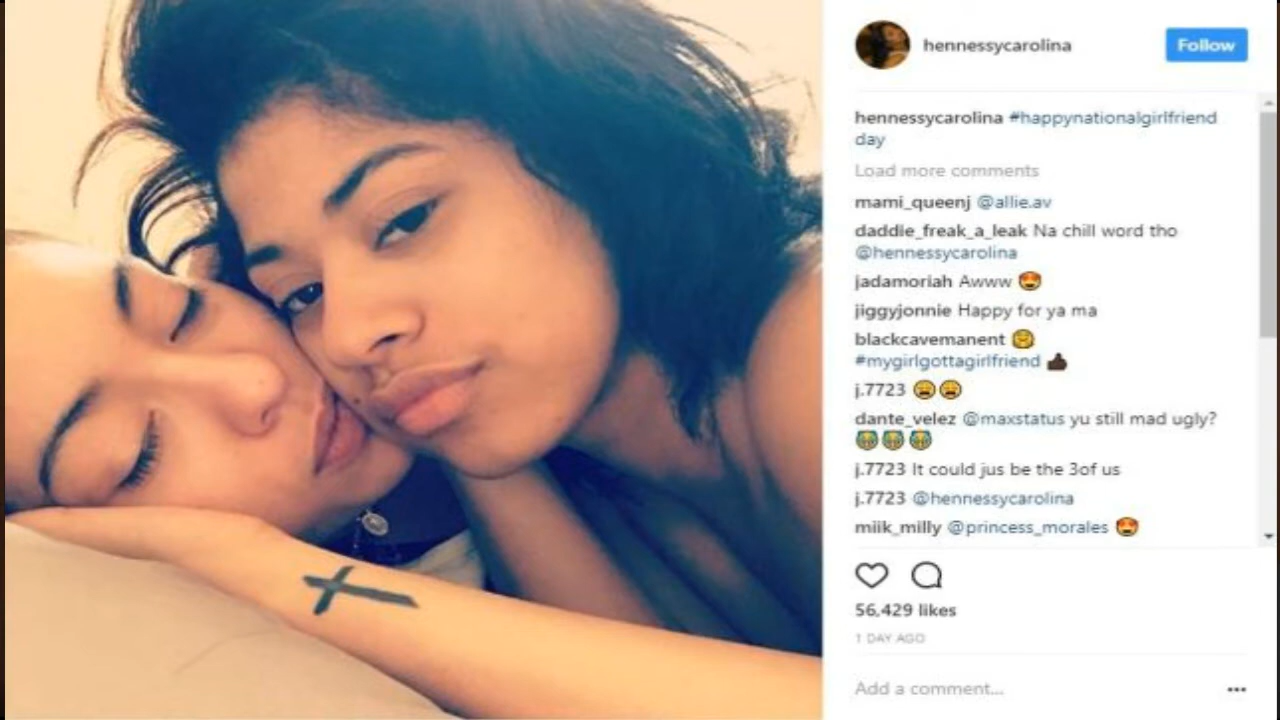 hennessycarolina
Follow
hennessycarolina #happynationalgirlfriend
day
Load more comments
mami_queenj @allie.av
daddie_freak_a_leak Na chill word tho
@hennessycarolina
jadamoriah Awww 😍
jiggyjonnie Happy for ya ma
blackcavemanent 🤗
#mygirlgottagirlfriend 👍🏿
j.7723 😩😩
dante_velez @maxstatus yu still mad ugly?
😹😹😹
j.7723 It could jus be the 3of us
j.7723 @hennessycarolina
miik_milly @princess_morales 😍
56,429 likes
1 DAY AGO
Add a comment...